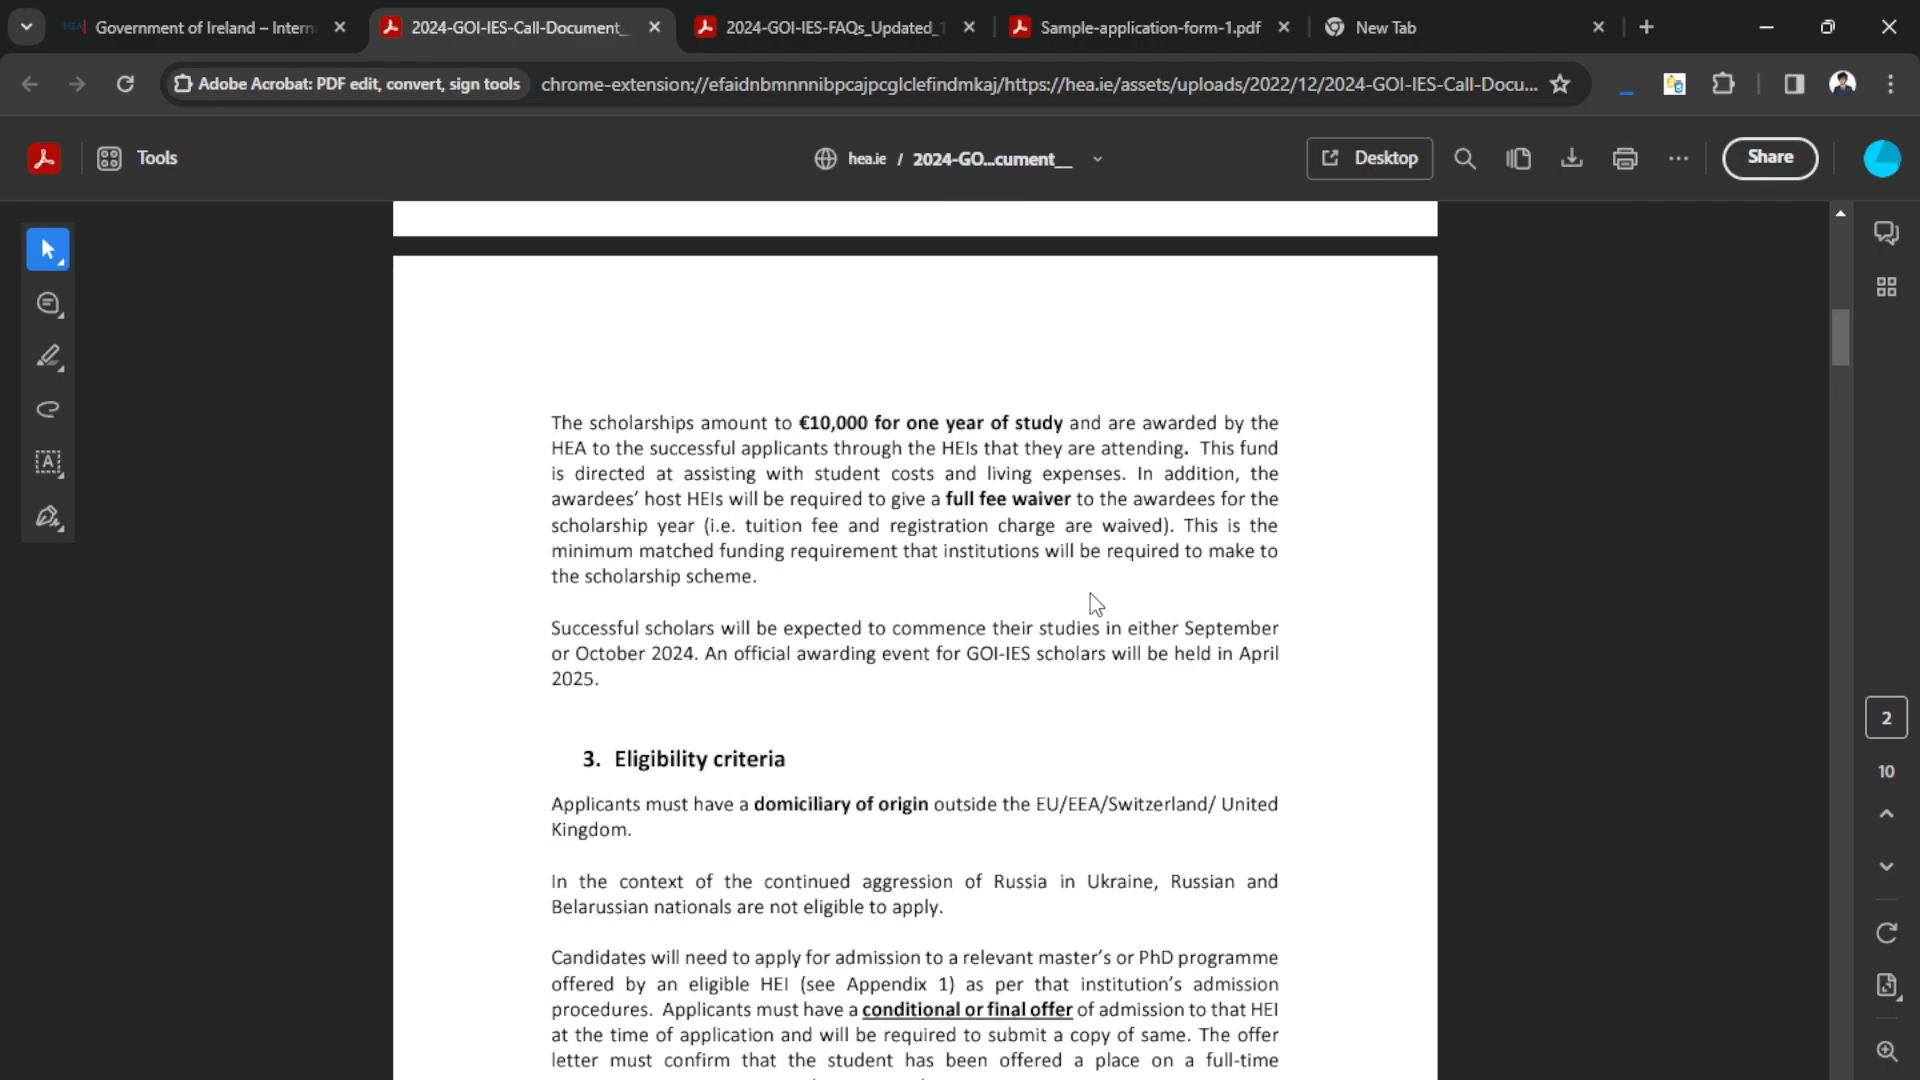 Government of Ireland – Intern
2024-GOI-IES-Call-Document_
2024-GOI-IES-FAQs_Updated_1
Sample-application-form-1.pdf
New Tab
Adobe Acrobat: PDF edit, convert, sign tools
chrome-extension://efaidnbmnnnibpcajpcglclefindmkaj/https://hea.ie/assets/uploads/2022/12/2024-GOI-IES-Call-Docu...
Tools
hea.ie / 2024-GO...cument__
Desktop
Share
The scholarships amount to €10,000 for one year of study and are awarded by the
HEA to the successful applicants through the HEIs that they are attending. This fund
is directed at assisting with student costs and living expenses. In addition, the
awardees’ host HEIs will be required to give a full fee waiver to the awardees for the
scholarship year (i.e. tuition fee and registration charge are waived). This is the
minimum matched funding requirement that institutions will be required to make to
the scholarship scheme.
Successful scholars will be expected to commence their studies in either September
or October 2024. An official awarding event for GOI-IES scholars will be held in April
2025.
3. Eligibility criteria
Applicants must have a domiciliary of origin outside the EU/EEA/Switzerland/ United
Kingdom.
In the context of the continued aggression of Russia in Ukraine, Russian and
Belarussian nationals are not eligible to apply.
Candidates will need to apply for admission to a relevant master’s or PhD programme
offered by an eligible HEI (see Appendix 1) as per that institution’s admission
procedures. Applicants must have a conditional or final offer of admission to that HEI
at the time of application and will be required to submit a copy of same. The offer
letter must confirm that the student has been offered a place on a full-time
2
10